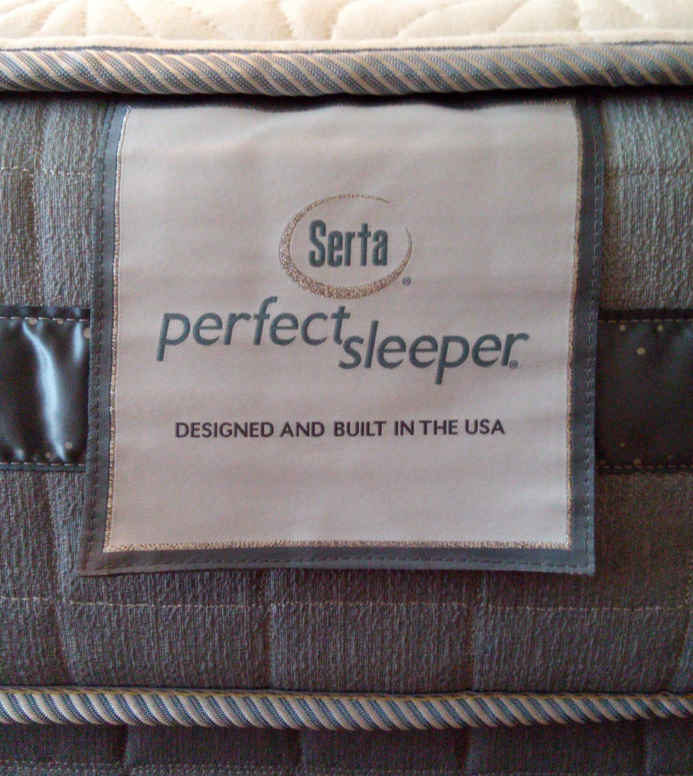 Serta®
perfect
sleeper®
DESIGNED AND BUILT IN THE USA